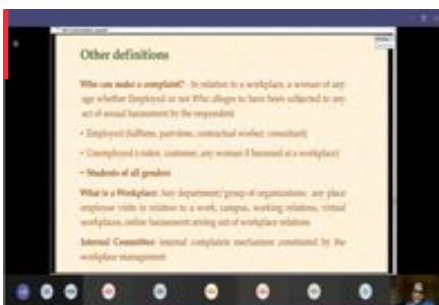 Other definitions
Who can make a complaint? - In relation to a workplace, a woman of any
age whether Employed or not Who alleges to have been subjected to any
act of sexual harassment by the respondent
• Employed (fulltime, part-time, contractual worker, consultant)
• Unemployed (visitor, customer, any woman if harassed at a workplace)
• Students of all genders
What is a Workplace: Any department/ group of organizations: any place
employee visits in relation to a work, campus, working relations, virtual
workplaces, online harassment arising out of workplace relations
Internal Committee: internal complaints mechanism constituted by the
workplace management